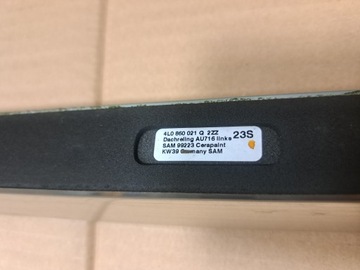 4L0 860 021 Q 2ZZ 23S
Dachreling AU716 links
SAM 99223 Cerapaint
KW39 Germany SAM